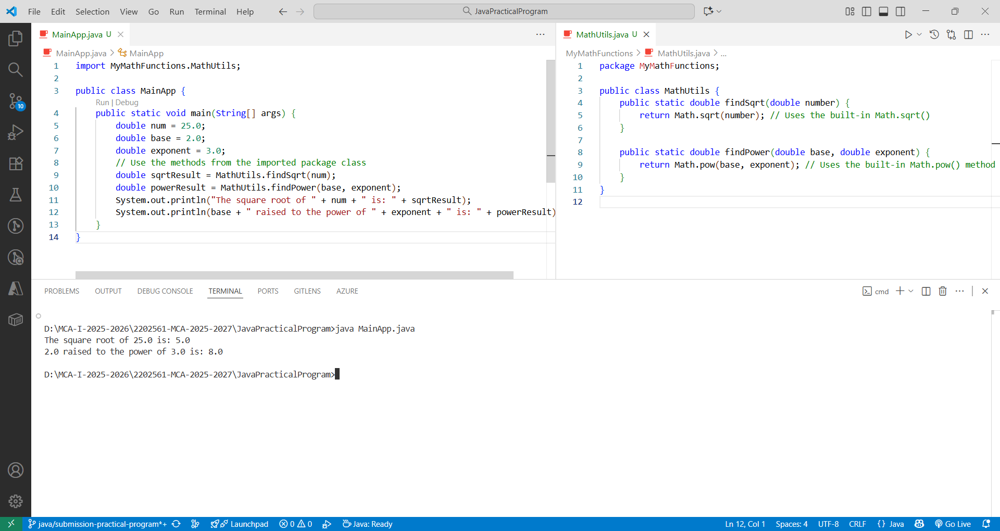 File Edit Selection View Go Run Terminal Help
JavaPracticalProgram
MainApp.java U
MainApp.java > MainApp
1 import MyMathFunctions.MathUtils;
2
3 public class MainApp {
Run | Debug
4 public static void main(String[] args) {
5 double num = 25.0;
6 double base = 2.0;
7 double exponent = 3.0;
8 // Use the methods from the imported package class
9 double sqrtResult = MathUtils.findSqrt(num);
10 double powerResult = MathUtils.findPower(base, exponent);
11 System.out.println("The square root of " + num + " is: " + sqrtResult);
12 System.out.println(base + " raised to the power of " + exponent + " is: " + powerResult)
13 }
14 }
MathUtils.java U
MyMathFunctions > MathUtils.java > ...
1 package MyMathFunctions;
2
3 public class MathUtils {
4 public static double findSqrt(double number) {
5 return Math.sqrt(number); // Uses the built-in Math.sqrt()
6 }
7
8 public static double findPower(double base, double exponent) {
9 return Math.pow(base, exponent); // Uses the built-in Math.pow() method
10 }
11 }
12
10
PROBLEMS OUTPUT DEBUG CONSOLE TERMINAL PORTS GITLENS AZURE
cmd
D:\MCA-I-2025-2026\2202561-MCA-2025-2027\JavaPracticalProgram>java MainApp.java
The square root of 25.0 is: 5.0
2.0 raised to the power of 3.0 is: 8.0
D:\MCA-I-2025-2026\2202561-MCA-2025-2027\JavaPracticalProgram>
java/submission-practical-program*+ Launchpad 0 0 Java: Ready Ln 12, Col 1 Spaces: 4 UTF-8 CRLF {} Java Go Live